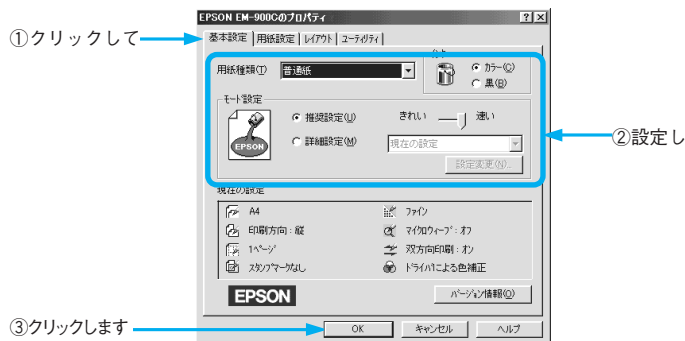 EPSON EM-900Cのプロパティ
①クリックして
基本設定 用紙設定 レイアウト ユーティリティ
用紙種類(T) 普通紙
インク
カラー(C)
黒(B)
モード設定
推奨設定(U) きれい 速い
②設定し
詳細設定(M) 現在の設定
EPSON
設定変更(N)...
現在の設定
A4 ファイン
印刷方向：縦 マイクロウィーブ：オフ
1ページ 双方向印刷：オン
スタンプマークなし ドライバによる色補正
EPSON バージョン情報(O)
③クリックします
OK キャンセル ヘルプ